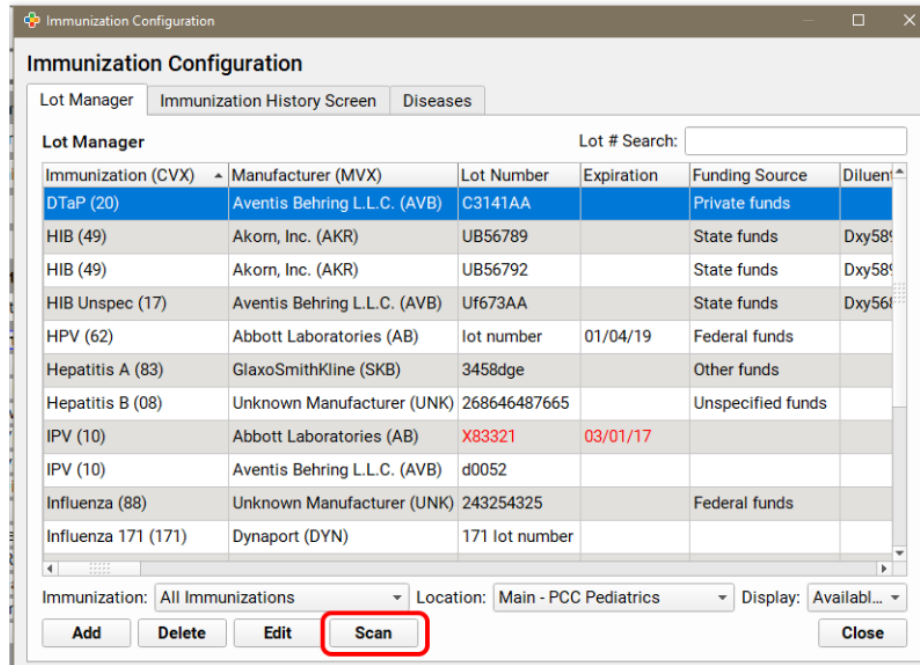 Immunization Configuration
Immunization Configuration
Lot Manager Immunization History Screen Diseases
Lot Manager Lot # Search:
Immunization (CVX) Manufacturer (MVX) Lot Number Expiration Funding Source Diluent
DTaP (20) Aventis Behring L.L.C. (AVB) C3141AA Private funds
HIB (49) Akorn, Inc. (AKR) UB56789 State funds Dxy589
HIB (49) Akorn, Inc. (AKR) UB56792 State funds Dxy589
HIB Unspec (17) Aventis Behring L.L.C. (AVB) Uf673AA State funds Dxy568
HPV (62) Abbott Laboratories (AB) lot number 01/04/19 Federal funds
Hepatitis A (83) GlaxoSmithKline (SKB) 3458dge Other funds
Hepatitis B (08) Unknown Manufacturer (UNK) 268646487665 Unspecified funds
IPV (10) Abbott Laboratories (AB) X83321 03/01/17
IPV (10) Aventis Behring L.L.C. (AVB) d0052
Influenza (88) Unknown Manufacturer (UNK) 243254325 Federal funds
Influenza 171 (171) Dynaport (DYN) 171 lot number
Immunization: All Immunizations Location: Main - PCC Pediatrics Display: Availabl...
Add Delete Edit Scan Close